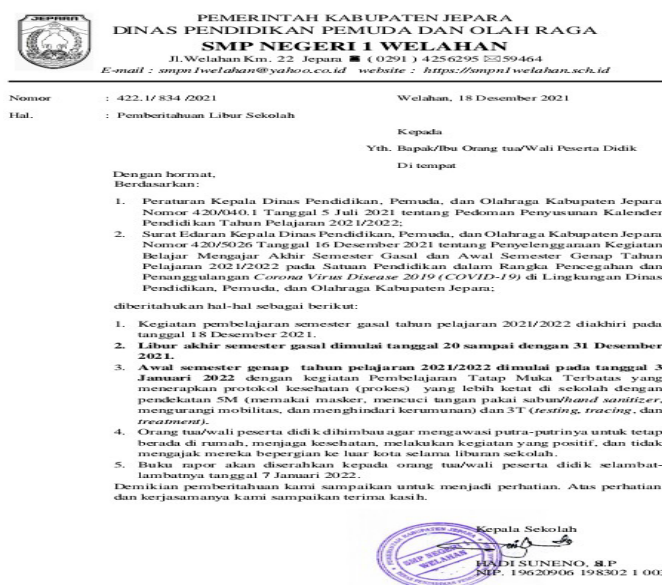 JEPARA
PEMERINTAH KABUPATEN JEPARA
DINAS PENDIDIKAN PEMUDA DAN OLAH RAGA
SMP NEGERI 1 WELAHAN
Jl.Welahan Km. 22 Jepara ☎ ( 0291 ) 4256295 ✉59464
E-mail : smpn1welahan@yahoo.co.id website : https://smpn1welahan.sch.id
Nomor : 422.1/ 834 /2021 Welahan, 18 Desember 2021
Hal. : Pemberitahuan Libur Sekolah
Kepada
Yth. Bapak/Ibu Orang tua/Wali Peserta Didik
Di tempat
Dengan hormat,
Berdasarkan:
1. Peraturan Kepala Dinas Pendidikan, Pemuda, dan Olahraga Kabupaten Jepara
Nomor 420/040.1 Tanggal 5 Juli 2021 tentang Pedoman Penyusunan Kalender
Pendidikan Tahun Pelajaran 2021/2022;
2. Surat Edaran Kepala Dinas Pendidikan, Pemuda, dan Olahraga Kabupaten Jepara
Nomor 420/5026 Tanggal 16 Desember 2021 tentang Penyelenggaraan Kegiatan
Belajar Mengajar Akhir Semester Gasal dan Awal Semester Genap Tahun
Pelajaran 2021/2022 pada Satuan Pendidikan dalam Rangka Pencegahan dan
Penanggulangan Corona Virus Disease 2019 (COVID-19) di Lingkungan Dinas
Pendidikan, Pemuda, dan Olahraga Kabupaten Jepara;
diberitahukan hal-hal sebagai berikut:
1. Kegiatan pembelajaran semester gasal tahun pelajaran 2021/2022 diakhiri pada
tanggal 18 Desember 2021.
2. Libur akhir semester gasal dimulai tanggal 20 sampai dengan 31 Desember
2021.
3. Awal semester genap tahun pelajaran 2021/2022 dimulai pada tanggal 3
Januari 2022 dengan kegiatan Pembelajaran Tatap Muka Terbatas yang
menerapkan protokol kesehatan (prokes) yang lebih ketat di sekolah dengan
pendekatan 5M (memakai masker, mencuci tangan pakai sabun/hand sanitizer,
mengurangi mobilitas, dan menghindari kerumunan) dan 3T (testing, tracing, dan
treatment).
4. Orang tua/wali peserta didik dihimbau agar mengawasi putra-putrinya untuk tetap
berada di rumah, menjaga kesehatan, melakukan kegiatan yang positif, dan tidak
mengajak mereka bepergian ke luar kota selama liburan sekolah.
5. Buku rapor akan diserahkan kepada orang tua/wali peserta didik selambat-
lambatnya tanggal 7 Januari 2022.
Demikian pemberitahuan kami sampaikan untuk menjadi perhatian. Atas perhatian
dan kerjasamanya kami sampaikan terima kasih.
Kepala Sekolah
SMP NEGERI 1
WELAHAN
HADI SUNENO, S.P
NIP. 19620906 198302 1 00